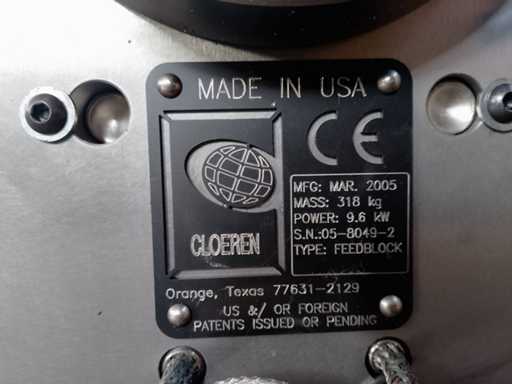 MADE IN USA
CE
MFG: MAR. 2005
MASS: 318 kg
POWER: 9.6 kW
S.N.:05-8049-2
TYPE: FEEDBLOCK
CLOEREN
Orange, Texas 77631-2129
US &/ OR FOREIGN
PATENTS ISSUED OR PENDING